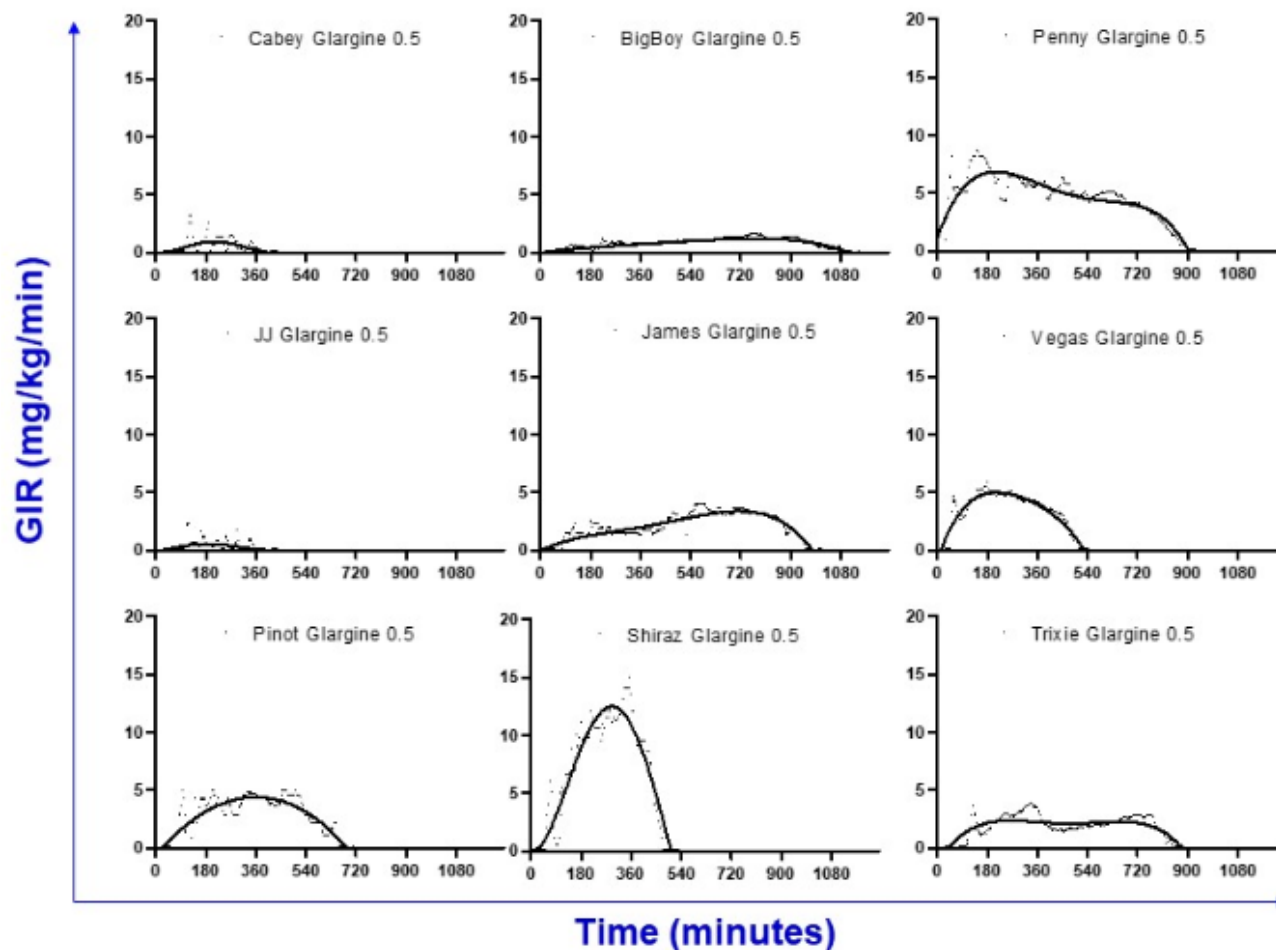 GIR (mg/kg/min)
Cabey Glargine 0.5
20
15
10
5
0
0 180 360 540 720 900 1080
BigBoy Glargine 0.5
20
15
10
5
0
0 180 360 540 720 900 1080
Penny Glargine 0.5
20
15
10
5
0
0 180 360 540 720 900 1080
JJ Glargine 0.5
20
15
10
5
0
0 180 360 540 720 900 1080
James Glargine 0.5
20
15
10
5
0
0 180 360 540 720 900 1080
Vegas Glargine 0.5
20
15
10
5
0
0 180 360 540 720 900 1080
Pinot Glargine 0.5
20
15
10
5
0
0 180 360 540 720 900 1080
Shiraz Glargine 0.5
20
15
10
5
0
0 180 360 540 720 900 1080
Trixie Glargine 0.5
20
15
10
5
0
0 180 360 540 720 900 1080
Time (minutes)